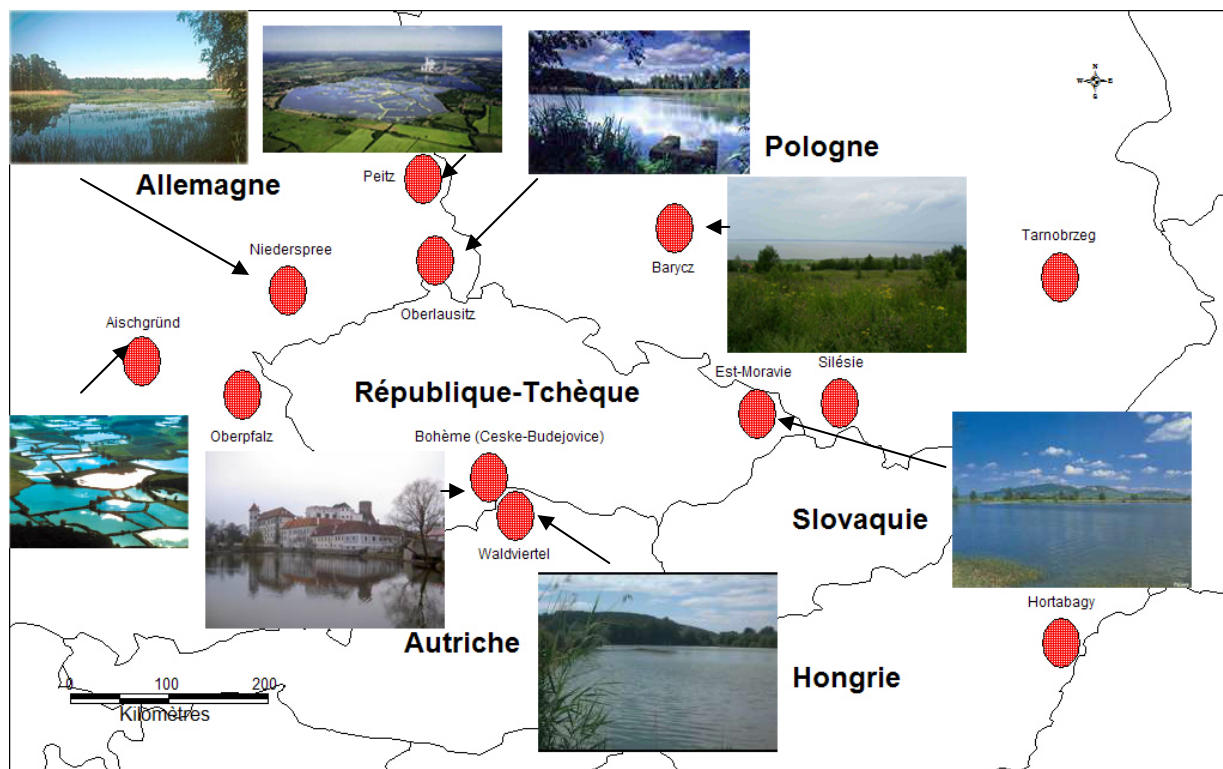 N
W E
S
Pologne
Allemagne
Peitz
Tarnobrzeg
Niederspree
Barycz
Oberlausitz
Aischgründ
Silésie
Est-Moravie
République-Tchèque
Oberpfalz
Bohème (Ceske-Budejovice)
Slovaquie
Waldviertel
Hortabagy
Autriche
Hongrie
0 100 200
Kilomètres